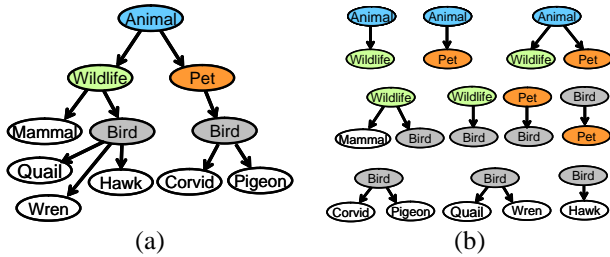 Animal
Wildlife Pet
Mammal Bird Bird
Quail Hawk Corvid Pigeon
Wren
(a)
Animal Animal Animal
Wildlife Pet Wildlife Pet
Wildlife Wildlife Pet Bird
Mammal Bird Bird Bird Pet
Bird Bird Bird
Corvid Pigeon Quail Wren Hawk
(b)